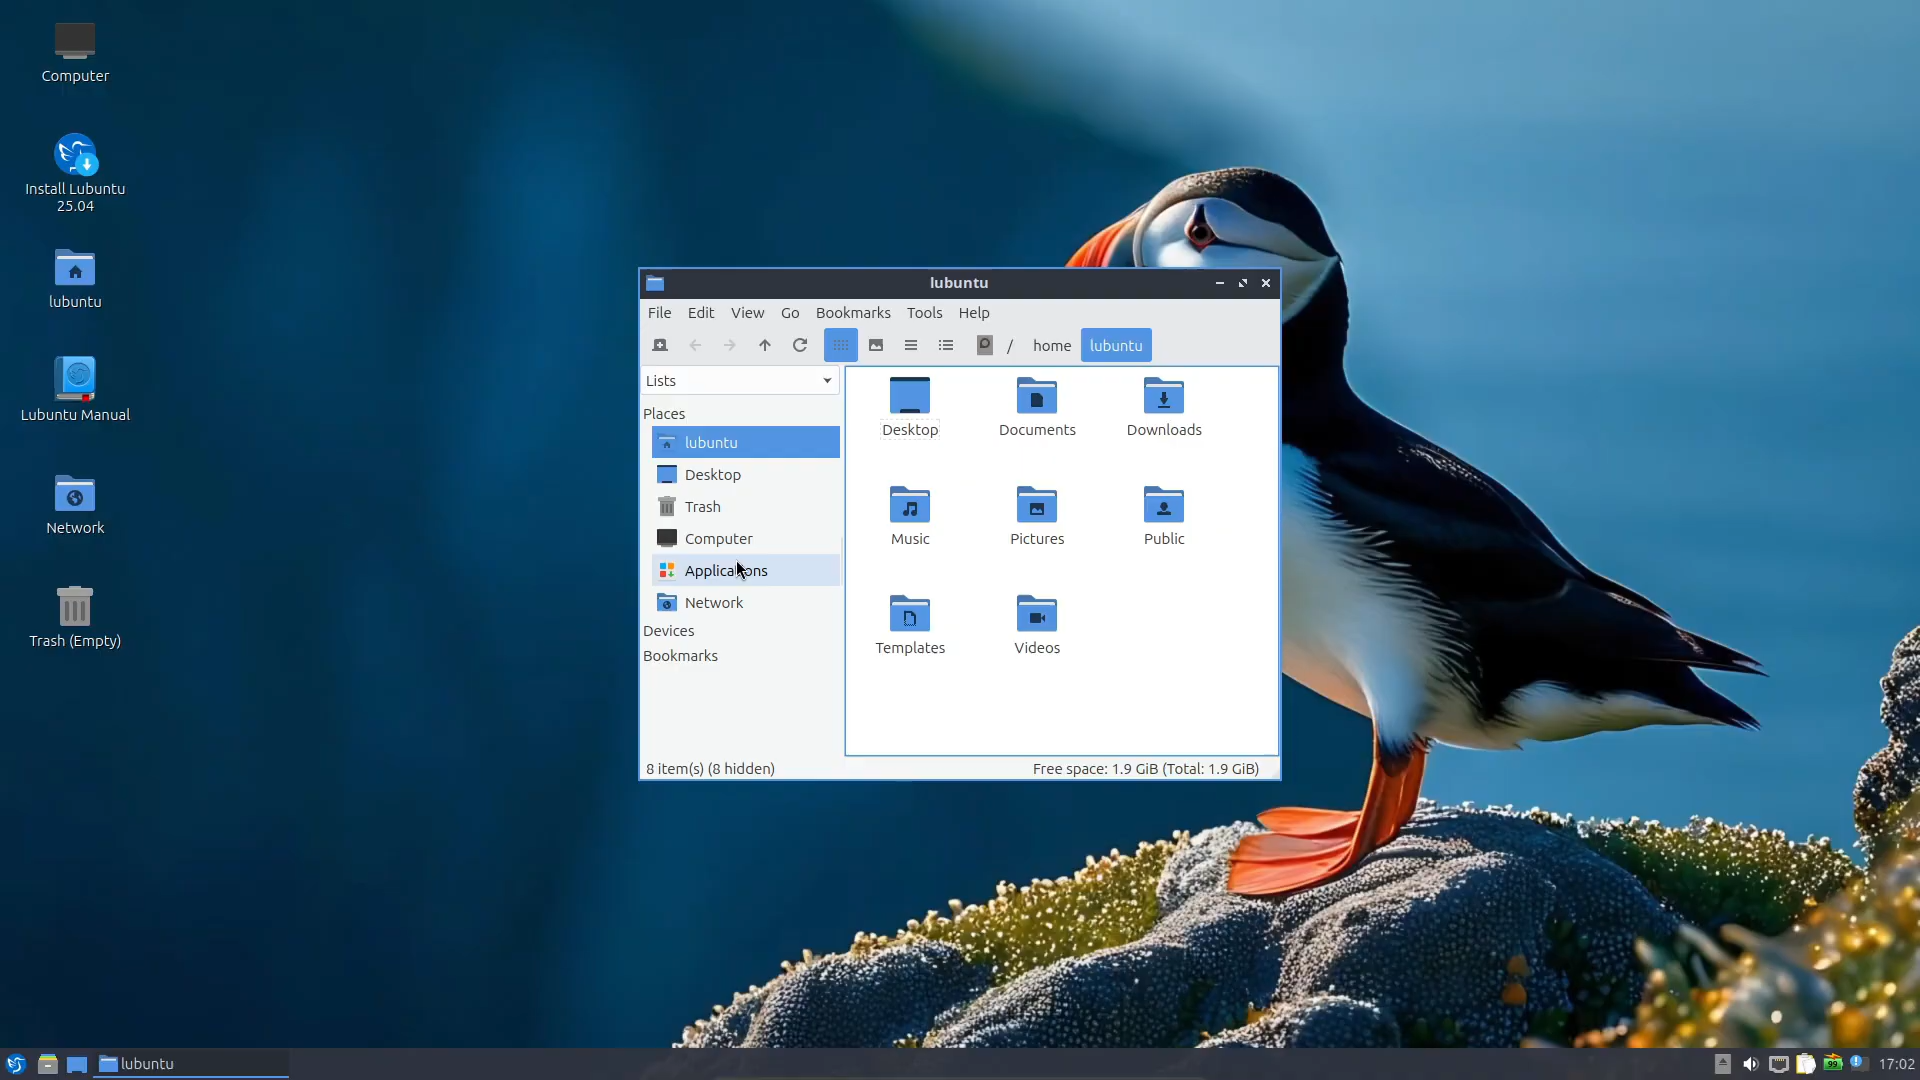 Computer
Install Lubuntu
25.04
lubuntu
Lubuntu Manual
Network
Trash (Empty)
lubuntu
File Edit View Go Bookmarks Tools Help
/ home lubuntu
Lists
Places
lubuntu
Desktop
Trash
Computer
Applications
Network
Devices
Bookmarks
Desktop Documents Downloads
Music Pictures Public
Templates Videos
8 item(s) (8 hidden) Free space: 1.9 GiB (Total: 1.9 GiB)
lubuntu
99
17:02